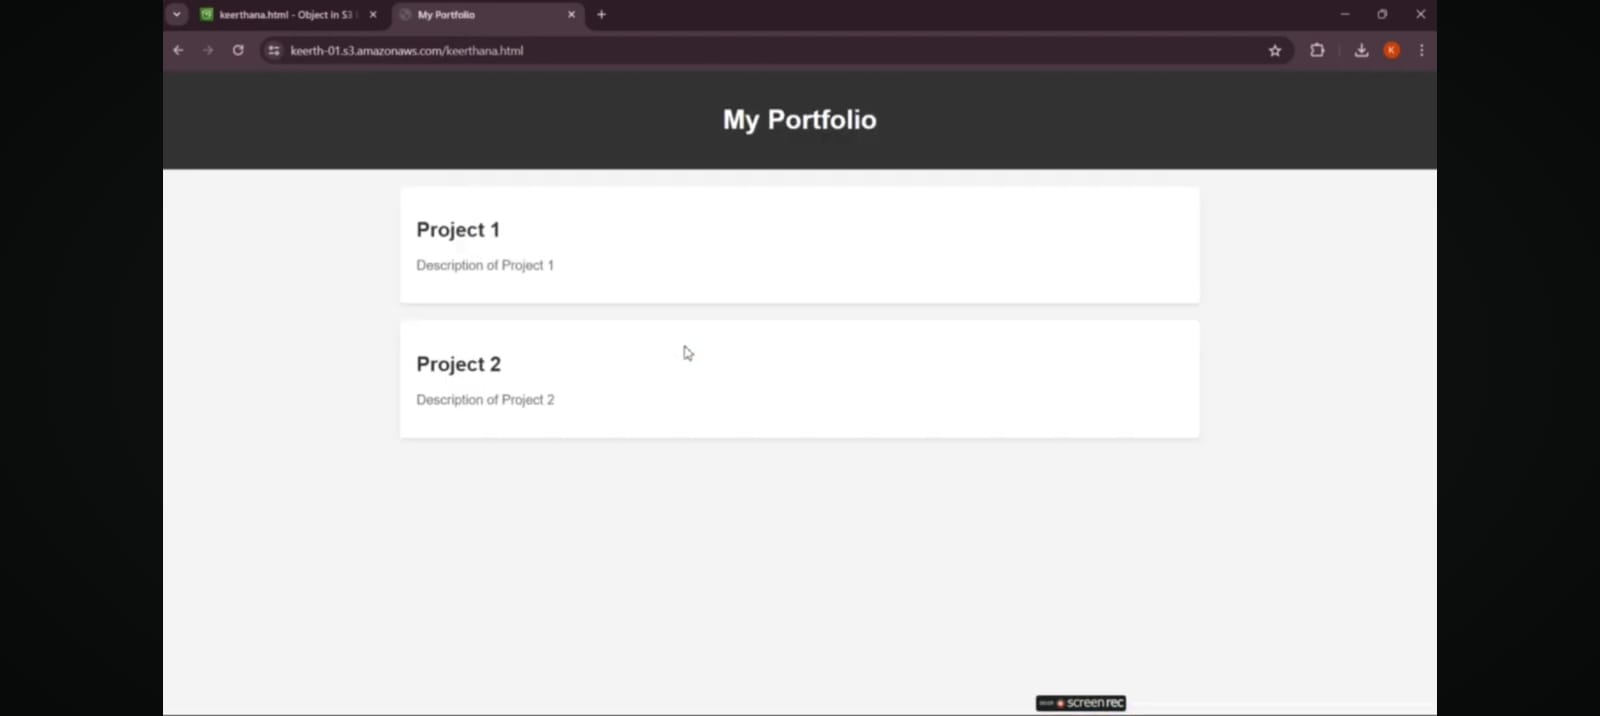 keerthana.html - Object in S3
My Portfolio
keerth-01.s3.amazonaws.com/keerthana.html
K
My Portfolio
Project 1
Description of Project 1
Project 2
Description of Project 2
screenrec